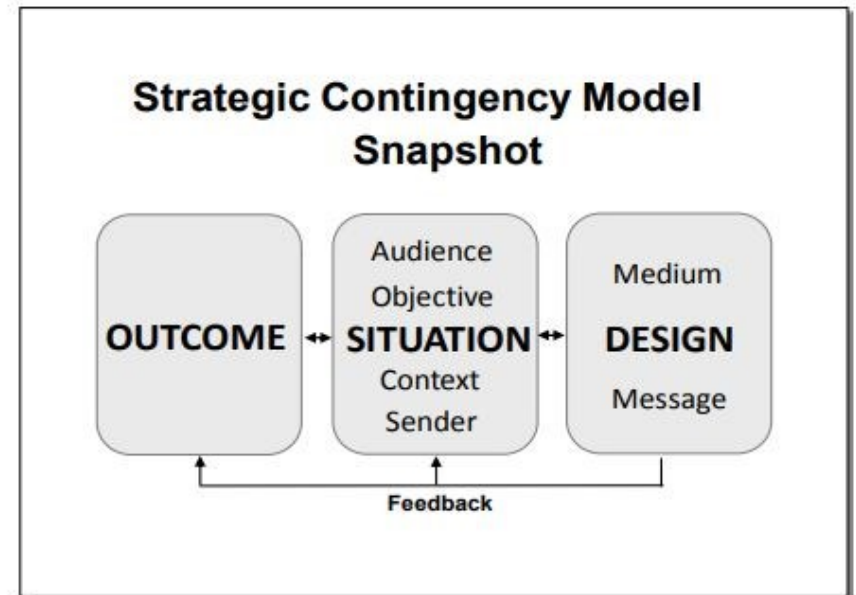 Strategic Contingency Model
Snapshot
OUTCOME
Audience
Objective
SITUATION
Context
Sender
Medium
DESIGN
Message
Feedback